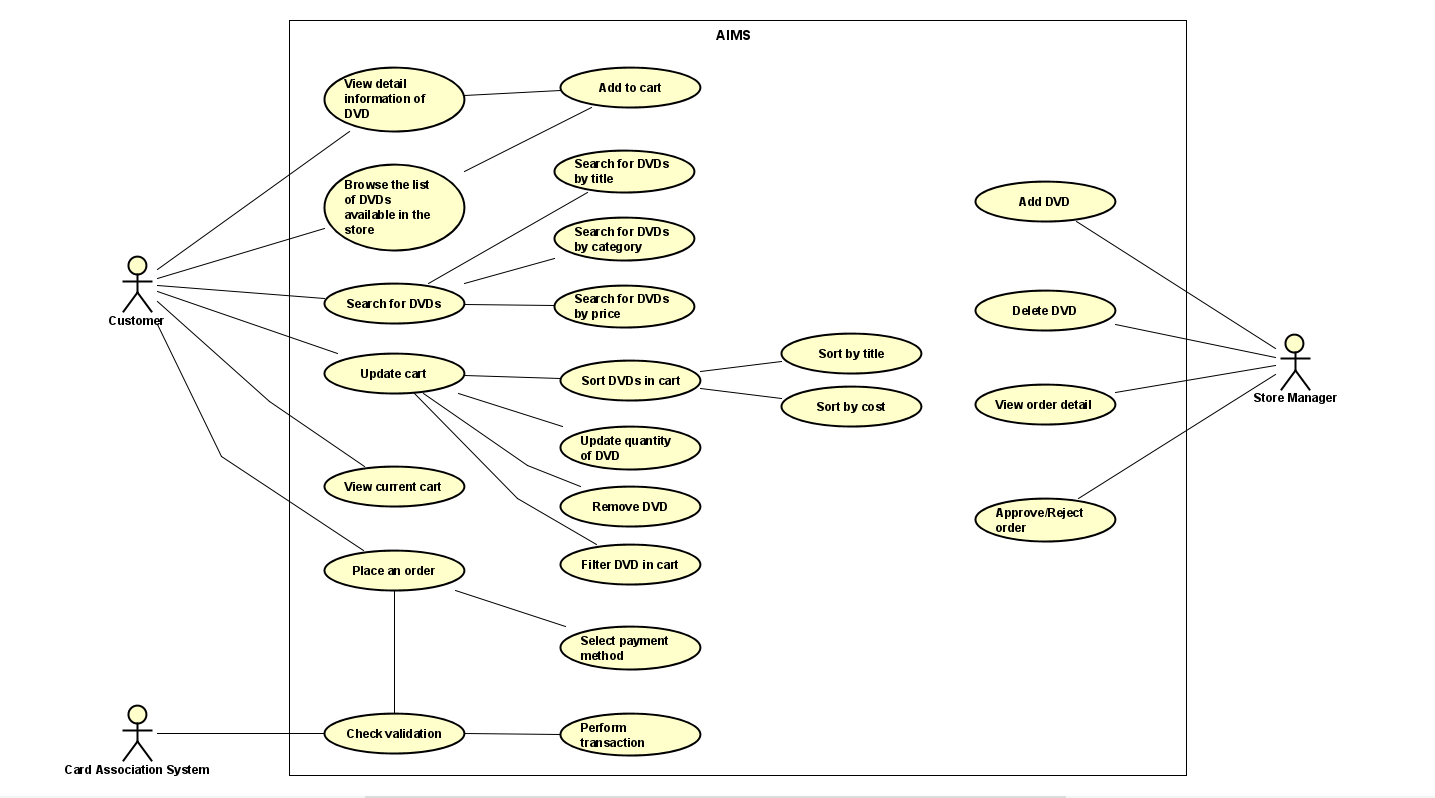 AIMS
View detail
information of
DVD
Add to cart
Browse the list
of DVDs
available in the
store
Search for DVDs
by title
Search for DVDs
by category
Search for DVDs
Search for DVDs
by price
Customer
Update cart
Sort DVDs in cart
Sort by title
Sort by cost
Update quantity
of DVD
View current cart
Remove DVD
Filter DVD in cart
Place an order
Select payment
method
Check validation
Perform
transaction
Card Association System
Add DVD
Delete DVD
View order detail
Approve/Reject
order
Store Manager